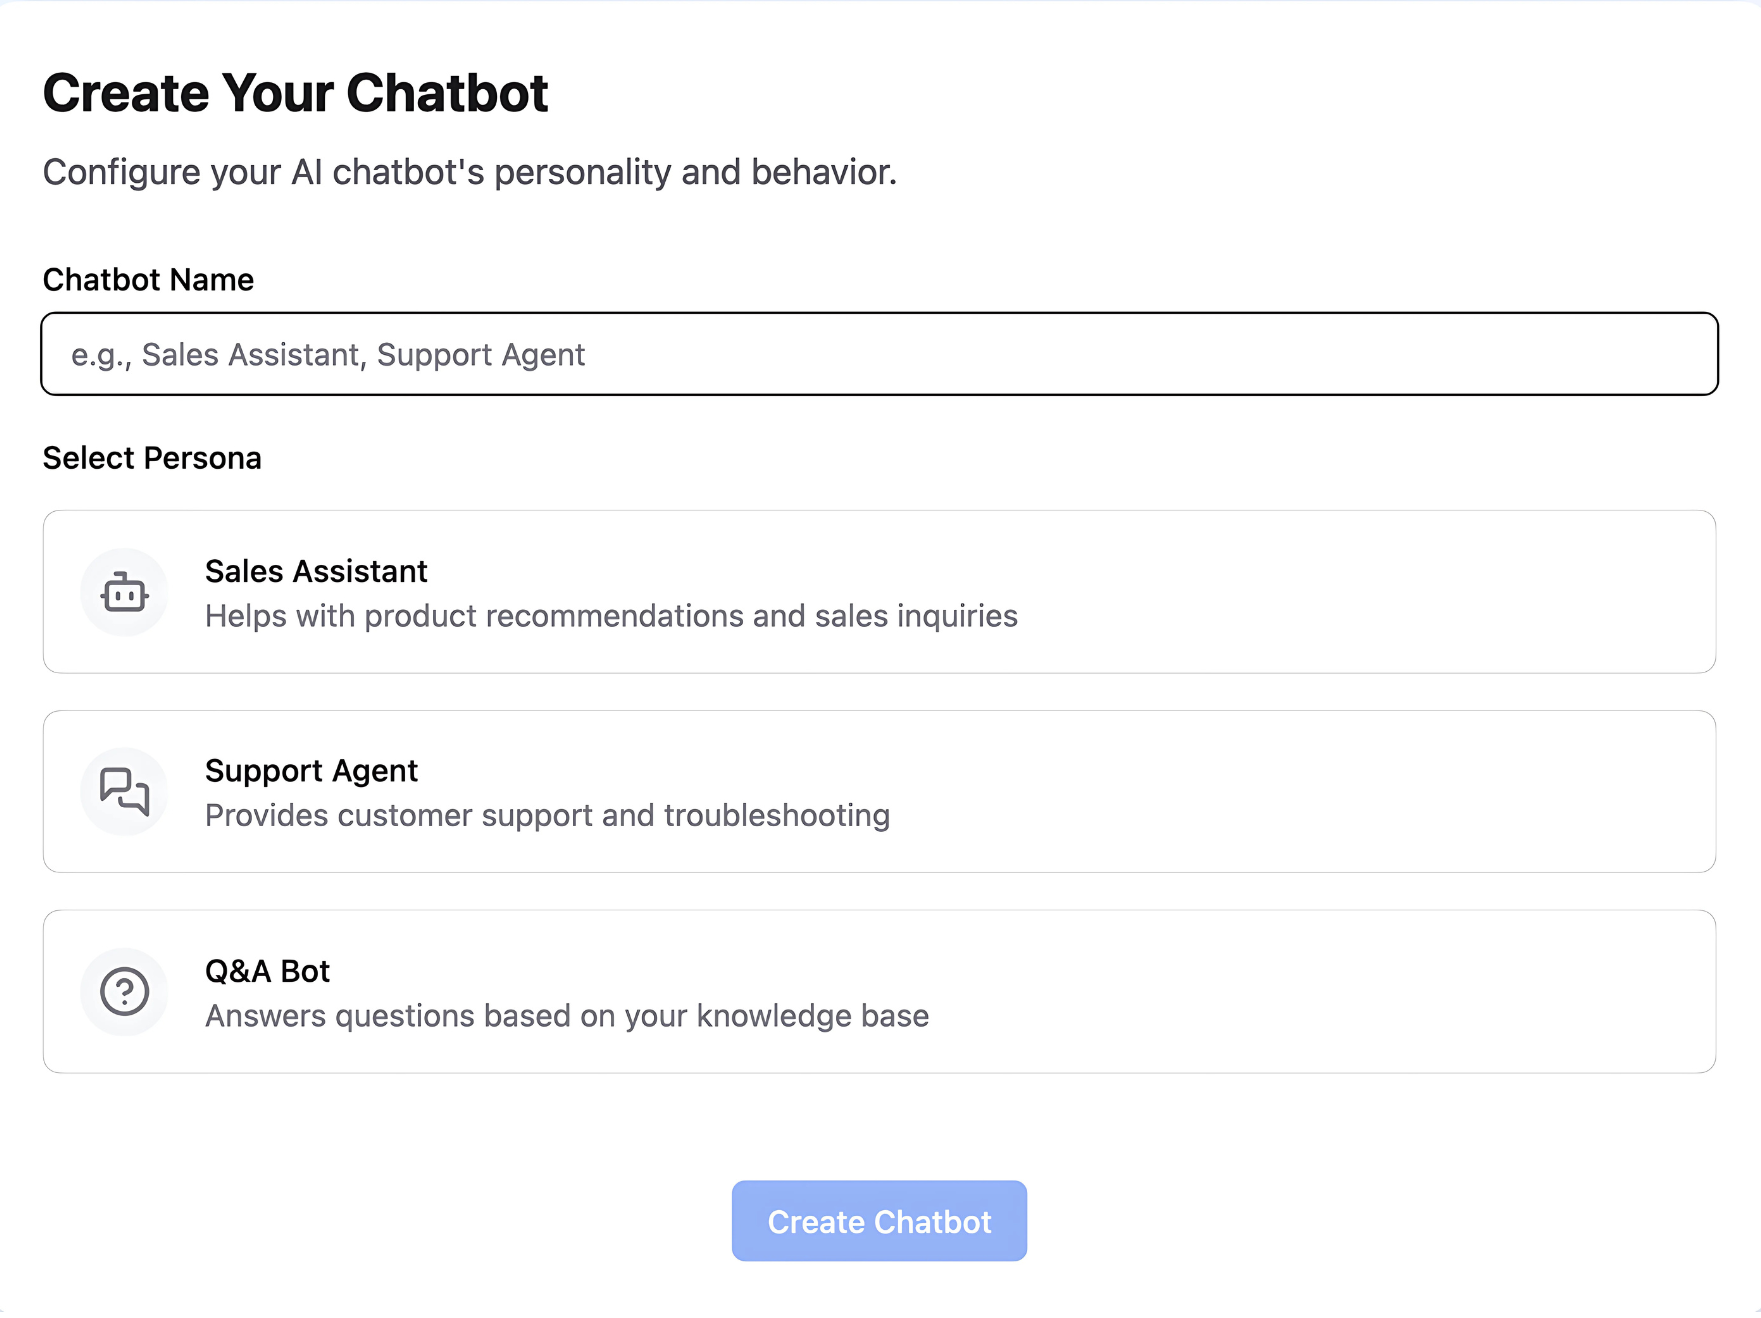 Create Your Chatbot
Configure your AI chatbot's personality and behavior.
Chatbot Name
e.g., Sales Assistant, Support Agent
Select Persona
Sales Assistant
Helps with product recommendations and sales inquiries
Support Agent
Provides customer support and troubleshooting
Q&A Bot
Answers questions based on your knowledge base
Create Chatbot